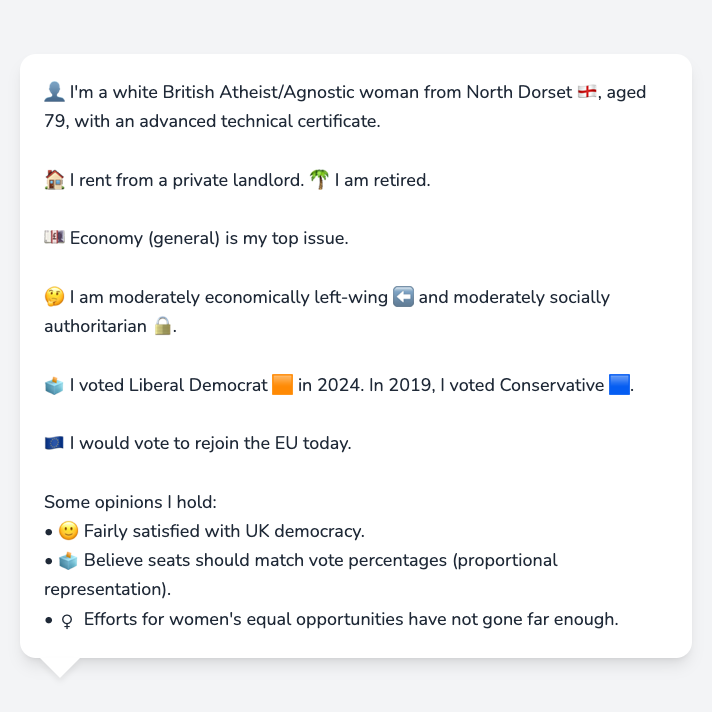 👤 I'm a white British Atheist/Agnostic woman from North Dorset 🏴󠁧󠁢󠁥󠁮󠁧󠁿, aged
79, with an advanced technical certificate.
🏠 I rent from a private landlord. 🌴 I am retired.
💷 Economy (general) is my top issue.
🤔 I am moderately economically left-wing ⬅️ and moderately socially
authoritarian 🔒.
🗳️ I voted Liberal Democrat 🟧 in 2024. In 2019, I voted Conservative 🟦.
🇪🇺 I would vote to rejoin the EU today.
Some opinions I hold:
• 🙂 Fairly satisfied with UK democracy.
• 🗳️ Believe seats should match vote percentages (proportional
representation).
• ♀ Efforts for women's equal opportunities have not gone far enough.